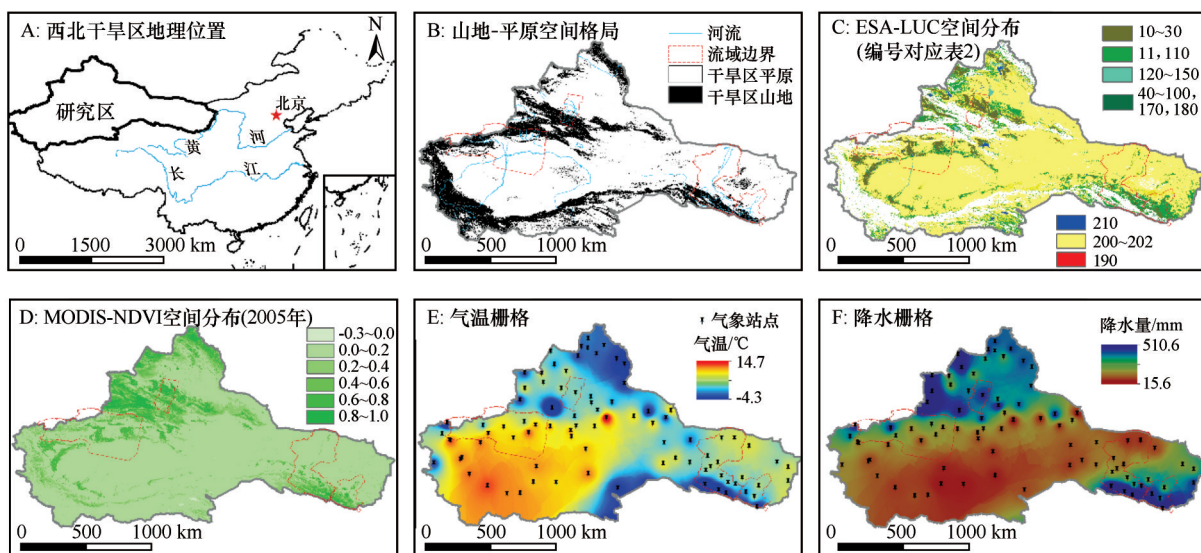 A: 西北干旱区地理位置
N
研究区
北京
黄
河
长
江
0
1500
3000 km
B: 山地-平原空间格局
河流
流域边界
干旱区平原
干旱区山地
0
500
1000 km
C: ESA-LUC空间分布
(编号对应表2)
10~30
11, 110
120~150
40~100,
170, 180
210
200~202
190
0
500
1000 km
D: MODIS-NDVI空间分布(2005年)
-0.3~0.0
0.0~0.2
0.2~0.4
0.4~0.6
0.6~0.8
0.8~1.0
0
500
1000 km
E: 气温栅格
气象站点
气温/℃
14.7
-4.3
0
500
1000 km
F: 降水栅格
降水量/mm
510.6
15.6
0
500
1000 km